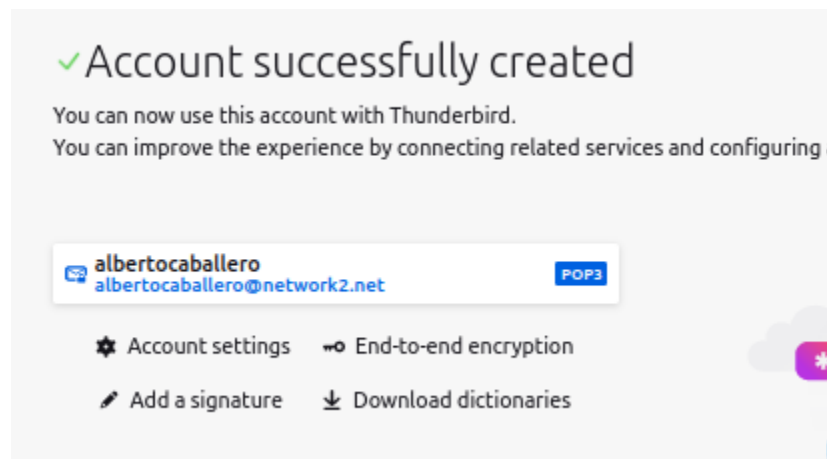 Account successfully created
You can now use this account with Thunderbird.
You can improve the experience by connecting related services and configuring
albertocaballero
albertocaballero@network2.net
POP3
Account settings
End-to-end encryption
Add a signature
Download dictionaries